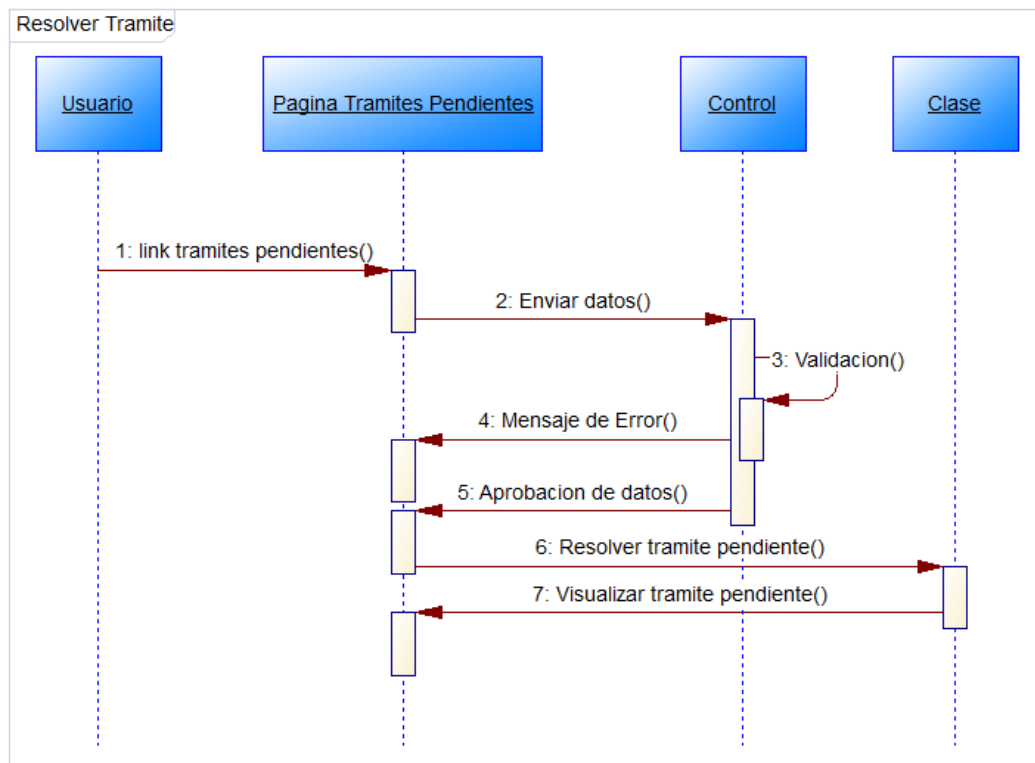 Resolver Tramite
Usuario
Pagina Tramites Pendientes
Control
Clase
1: link tramites pendientes()
2: Enviar datos()
3: Validacion()
4: Mensaje de Error()
5: Aprobacion de datos()
6: Resolver tramite pendiente()
7: Visualizar tramite pendiente()